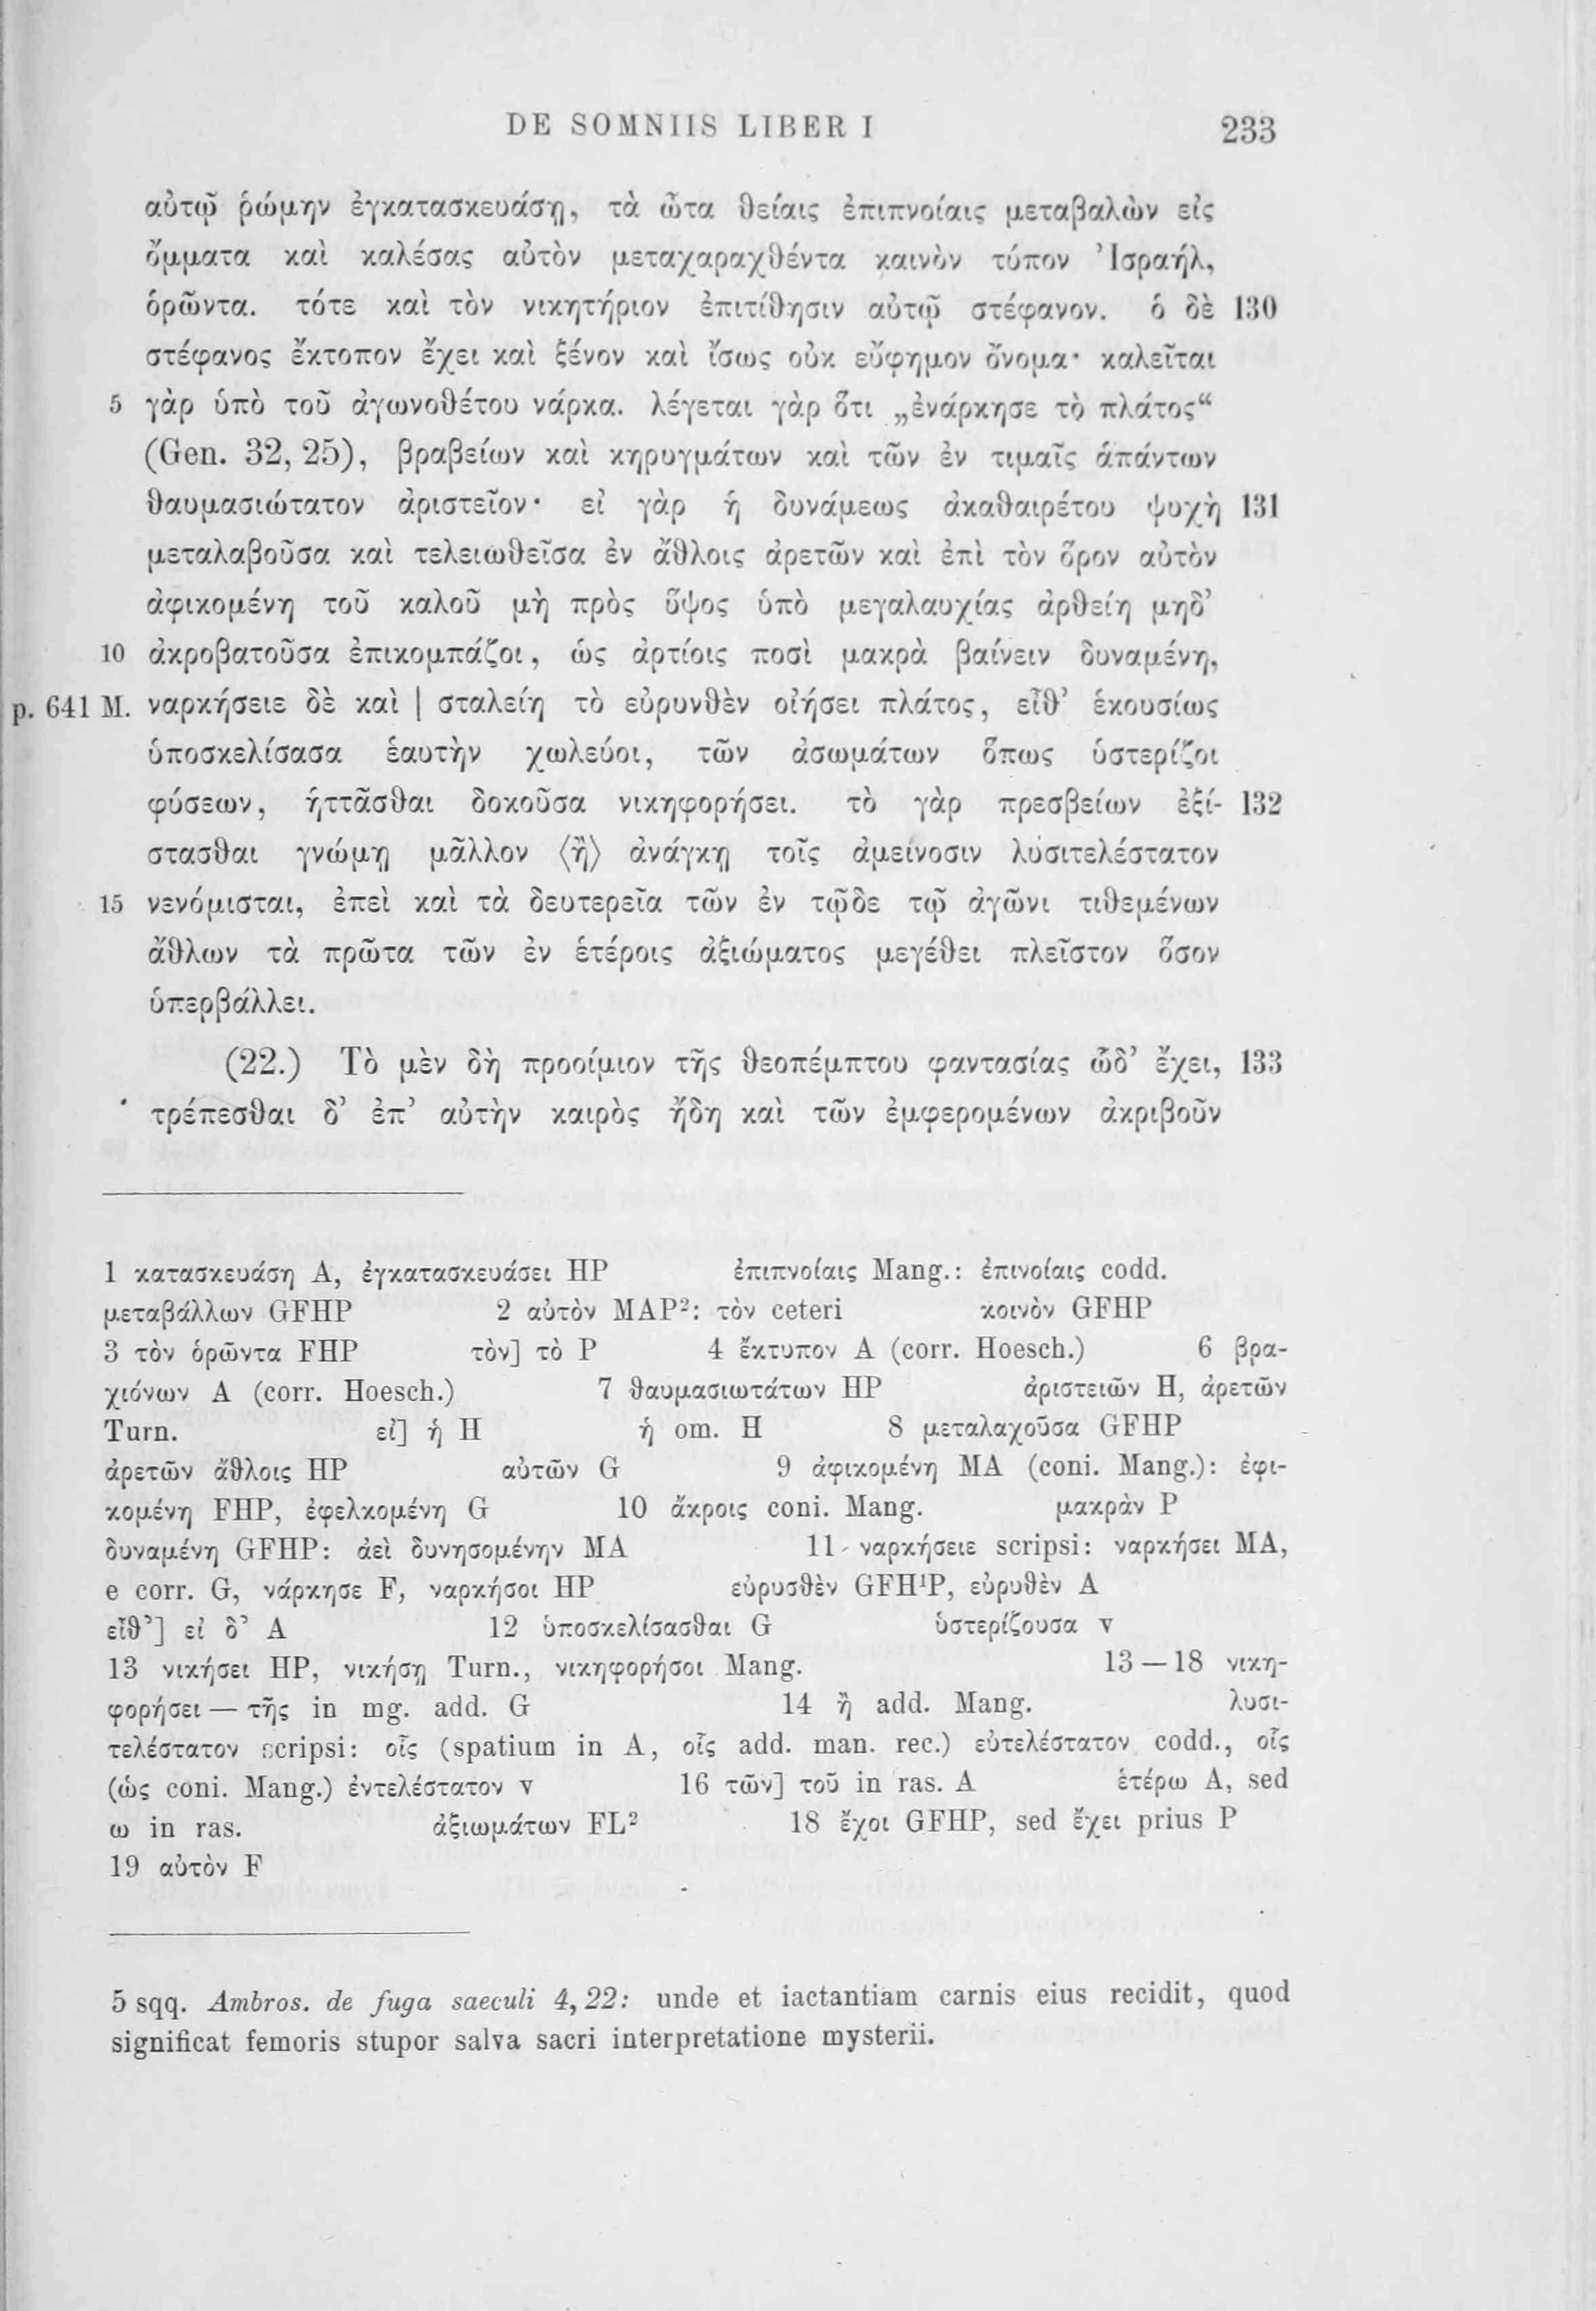 DE SOMNIIS LIBER I 233
αὐτῷ ῥώμην ἐγκατασκευάσῃ, τὰ ὦτα θείαις ἐπιπνοίαις μεταβαλὼν εἰς
ὄμματα καὶ καλέσας αὐτὸν μεταχαραχθέντα καινὸν τύπον Ἰσραήλ,
ὁρῶντα. τότε καὶ τὸν νικητήριον ἐπιτίθησιν αὐτῷ στέφανον. ὁ δὲ 130
στέφανος ἔκτοπον ἔχει καὶ ξένον καὶ ἴσως οὐκ εὔφημον ὄνομα· καλεῖται
5 γὰρ ὑπὸ τοῦ ἀγωνοθέτου νάρκα. λέγεται γὰρ ὅτι „ἐνάρκησε τὸ πλάτος“
(Gen. 32, 25), βραβείων καὶ κηρυγμάτων καὶ τῶν ἐν τιμαῖς ἁπάντων
θαυμασιώτατον ἀριστεῖον· εἰ γὰρ ἡ δυνάμεως ἀκαθαιρέτου ψυχὴ 131
μεταλαβοῦσα καὶ τελειωθεῖσα ἐν ἄθλοις ἀρετῶν καὶ ἐπὶ τὸν ὅρον αὐτὸν
ἀφικομένη τοῦ καλοῦ μὴ πρὸς ὕψος ὑπὸ μεγαλαυχίας ἀρθείη μηδ’
10 ἀκροβατοῦσα ἐπικομπάζοι, ὡς ἀρτίοις ποσὶ μακρὰ βαίνειν δυναμένη,
p. 641 M. ναρκήσειε δὲ καὶ | σταλείη τὸ εὐρυνθὲν οἰήσει πλάτος, εἶθ’ ἑκουσίως
ὑποσκελίσασα ἑαυτὴν χωλεύοι, τῶν ἀσωμάτων ὅπως ὑστερίζοι
φύσεων, ἡττᾶσθαι δοκοῦσα νικηφορήσει. τὸ γὰρ πρεσβείων ἐξί- 132
στασθαι γνώμῃ μᾶλλον ⟨ἢ⟩ ἀνάγκῃ τοῖς ἀμείνοσιν λυσιτελέστατον
15 νενόμισται, ἐπεὶ καὶ τὰ δευτερεῖα τῶν ἐν τῷδε τῷ ἀγῶνι τιθεμένων
ἄθλων τὰ πρῶτα τῶν ἐν ἑτέροις ἀξιώματος μεγέθει πλεῖστον ὅσον
ὑπερβάλλει.
(22.) Τὸ μὲν δὴ προοίμιον τῆς θεοπέμπτου φαντασίας ὧδ’ ἔχει, 133
τρέπεσθαι δ’ ἐπ’ αὐτὴν καιρὸς ἤδη καὶ τῶν ἐμφερομένων ἀκριβοῦν
1 κατασκευάση A, ἐγκατασκευάσει HP ἐπιπνοίαις Mang.: ἐπινοίαις codd.
μεταβάλλων GFHP 2 αὐτὸν MAP²: τὸν ceteri κοινὸν GFHP
3 τὸν ὁρῶντα FHP τὸν] τὸ P 4 ἔκτυπον A (corr. Hoesch.) 6 βρα-
χιόνων A (corr. Hoesch.) 7 θαυμασιωτάτων HP ἀριστειῶν H, ἀρετῶν
Turn. εἰ] ἡ H ἡ om. H 8 μεταλαχοῦσα GFHP
ἀρετῶν ἄθλοις HP αὐτῶν G 9 ἀφικομένη MA (coni. Mang.): ἐφι-
κομένη FHP, ἐφελκομένη G 10 ἄκροις coni. Mang. μακρὰν P
δυναμένη GFHP: ἀεὶ δυνησομένην MA 11 ναρκήσειε scripsi: ναρκήσει MA,
e corr. G, νάρκησε F, ναρκήσοι HP εὐρυσθὲν GFH¹P, εὐρυθὲν A
εἶθ’] εἰ δ’ A 12 ὑποσκελίσασθαι G ὑστερίζουσα v
13 νικήσει HP, νικήσῃ Turn., νικηφορήσοι Mang. 13—18 νικη-
φορήσει — τῆς in mg. add. G 14 ἢ add. Mang. λυσι-
τελέστατον scripsi: οἷς (spatium in A, οἷς add. man. rec.) εὐτελέστατον codd., οἷς
(ὡς coni. Mang.) ἐντελέστατον v 16 τῶν] τοῦ in ras. A ἑτέρω A, sed
ω in ras. ἀξιωμάτων FL² 18 ἔχοι GFHP, sed ἔχει prius P
19 αὐτὸν F
5 sqq. Ambros. de fuga saeculi 4, 22: unde et iactantiam carnis eius recidit, quod
significat femoris stupor salva sacri interpretatione mysterii.